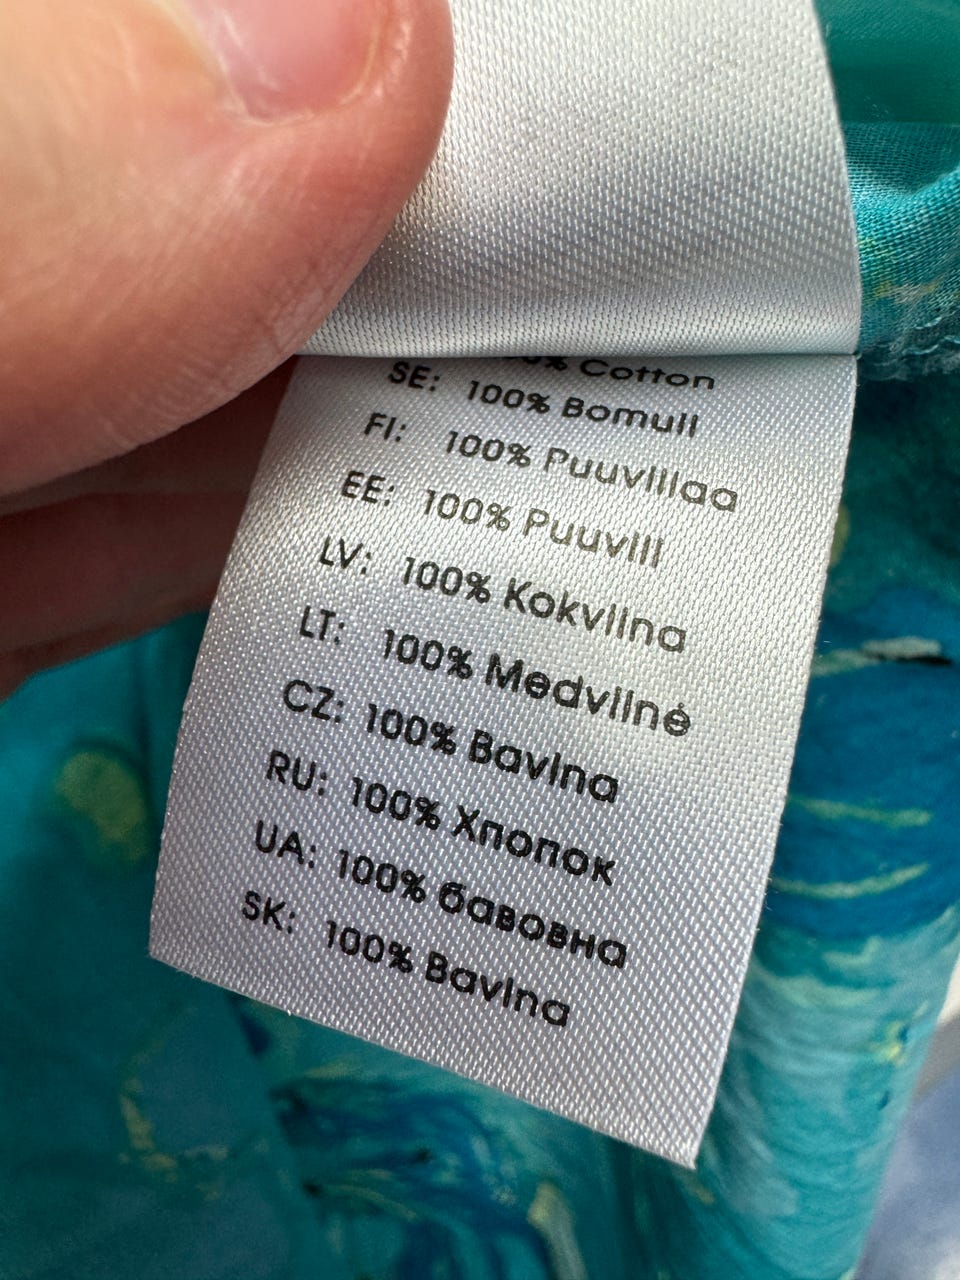 % Cotton
SE: 100% Bomull
FI: 100% Puuvillaa
EE: 100% Puuvill
LV: 100% Kokvilna
LT: 100% Medvilnė
CZ: 100% Bavlna
RU: 100% Хлопок
UA: 100% бавовна
SK: 100% Bavlna